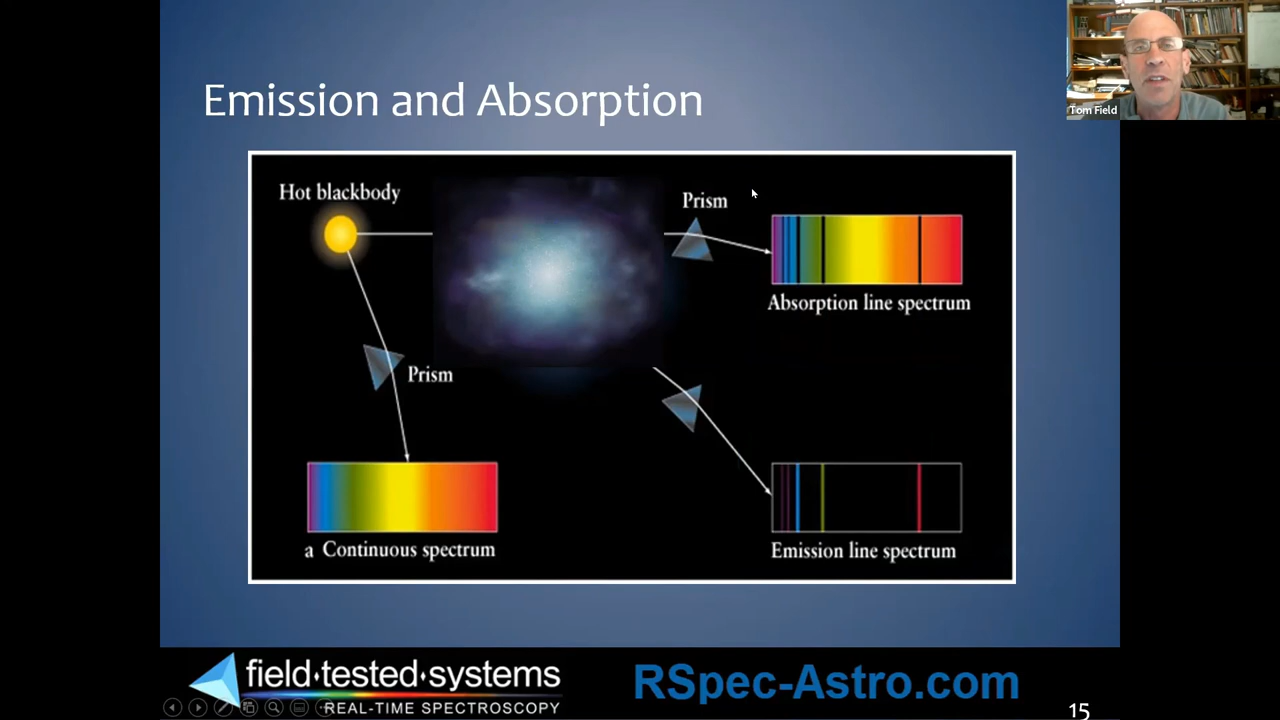 Emission and Absorption
Tom Field
Hot blackbody
Prism
Absorption line spectrum
Prism
a Continuous spectrum
Emission line spectrum
field·tested·systems
REAL-TIME SPECTROSCOPY
RSpec-Astro.com
15